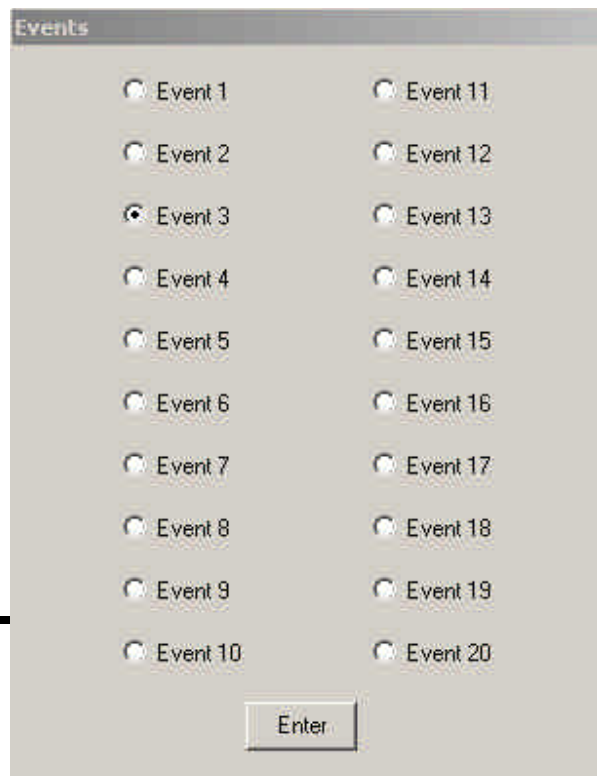 Events
Event 1
Event 2
Event 3
Event 4
Event 5
Event 6
Event 7
Event 8
Event 9
Event 10
Event 11
Event 12
Event 13
Event 14
Event 15
Event 16
Event 17
Event 18
Event 19
Event 20
Enter